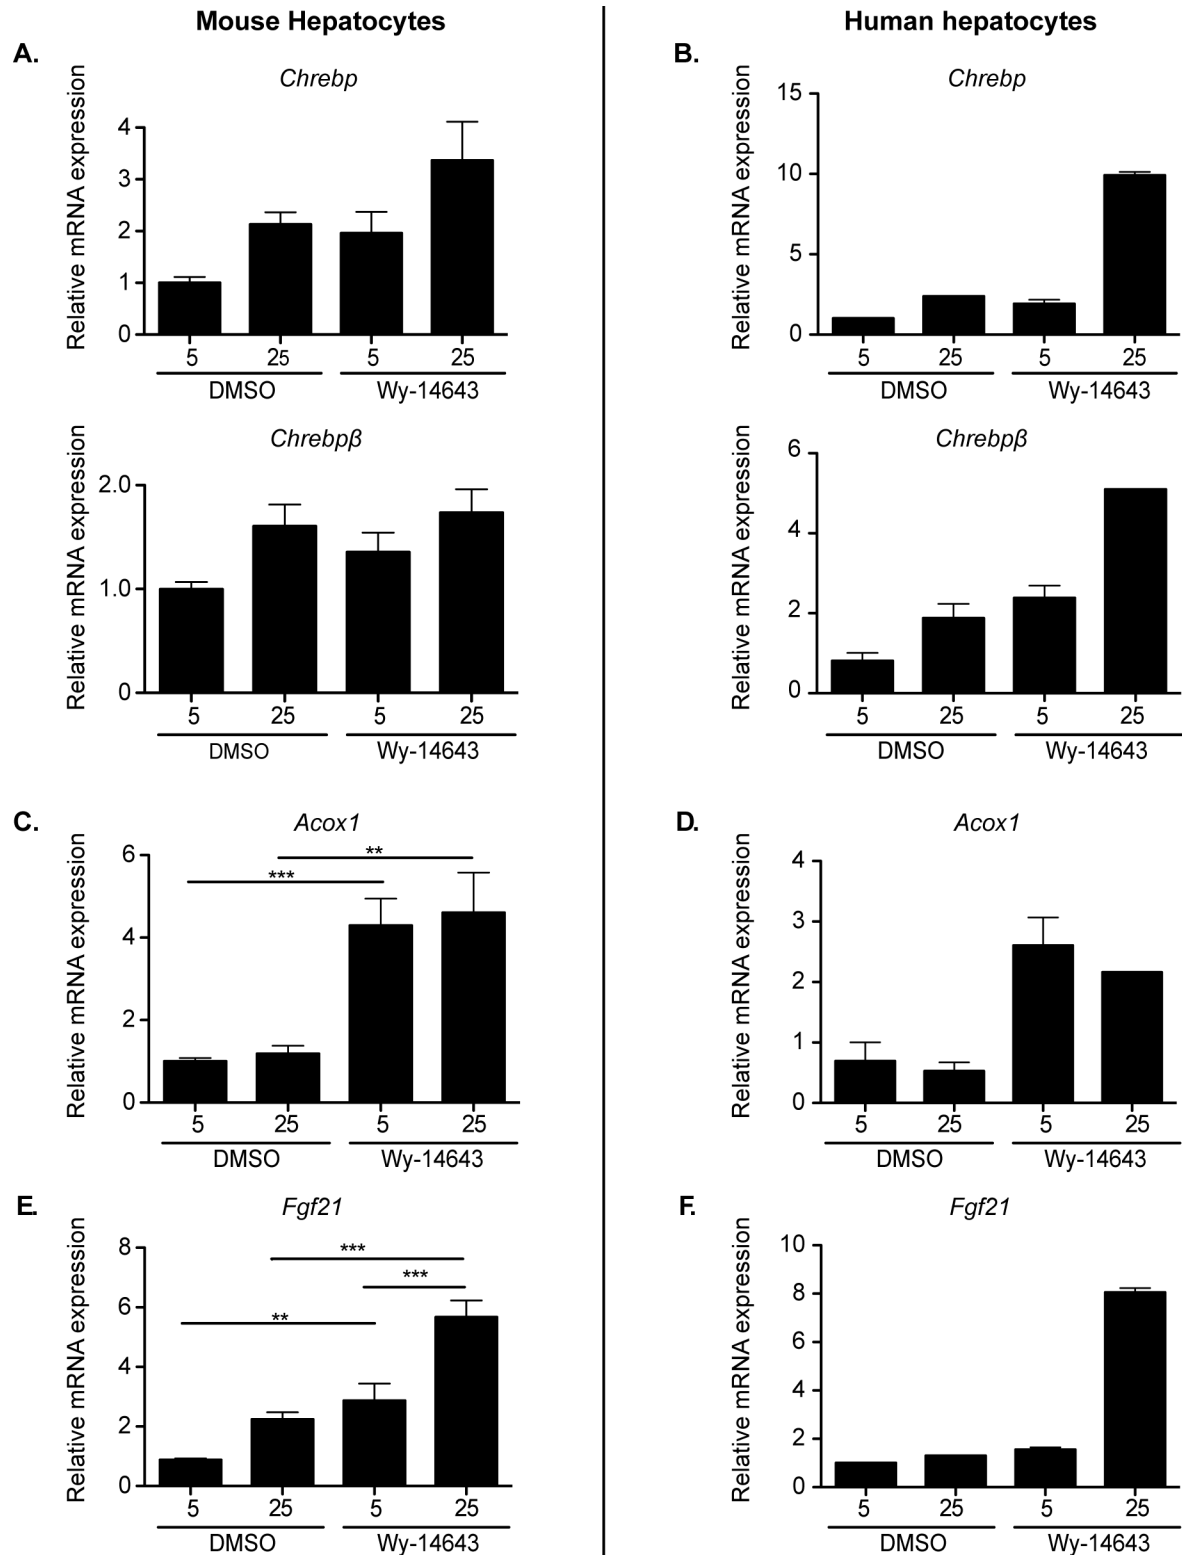 Mouse Hepatocytes
A.
Chrebp
Relative mRNA expression
4
3
2
1
0
5 25 5 25
DMSO Wy-14643
Chrebpβ
Relative mRNA expression
2.0
1.0
0
5 25 5 25
DMSO Wy-14643
C.
Acox1
Relative mRNA expression
6
4
2
0
**
***
5 25 5 25
DMSO Wy-14643
E.
Fgf21
Relative mRNA expression
8
6
4
2
0
***
***
**
5 25 5 25
DMSO Wy-14643
Human hepatocytes
B.
Chrebp
Relative mRNA expression
15
10
5
0
5 25 5 25
DMSO Wy-14643
Chrebpβ
Relative mRNA expression
6
4
2
0
5 25 5 25
DMSO Wy-14643
D.
Acox1
Relative mRNA expression
4
3
2
1
0
5 25 5 25
DMSO Wy-14643
F.
Fgf21
Relative mRNA expression
10
8
6
4
2
0
5 25 5 25
DMSO Wy-14643